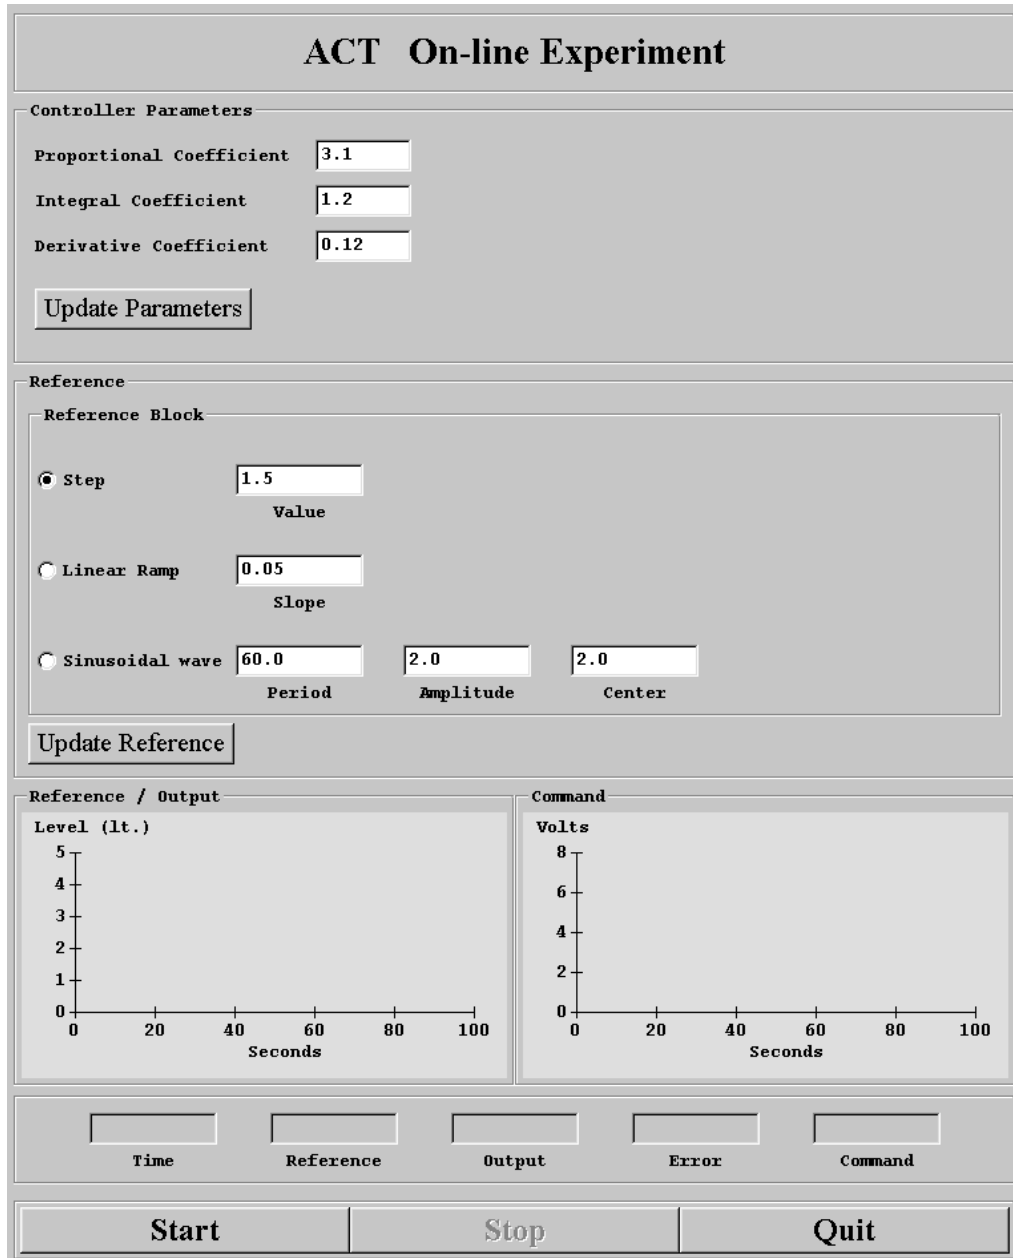 ACT On-line Experiment
Controller Parameters
Proportional Coefficient 3.1
Integral Coefficient 1.2
Derivative Coefficient 0.12
Update Parameters
Reference
Reference Block
Step 1.5
Value
Linear Ramp 0.05
Slope
Sinusoidal wave 60.0 2.0 2.0
Period Amplitude Center
Update Reference
Reference / Output
Level (lt.)
5
4
3
2
1
0
0 20 40 60 80 100
Seconds
Command
Volts
8
6
4
2
0
0 20 40 60 80 100
Seconds
Time Reference Output Error Command
Start Stop Quit